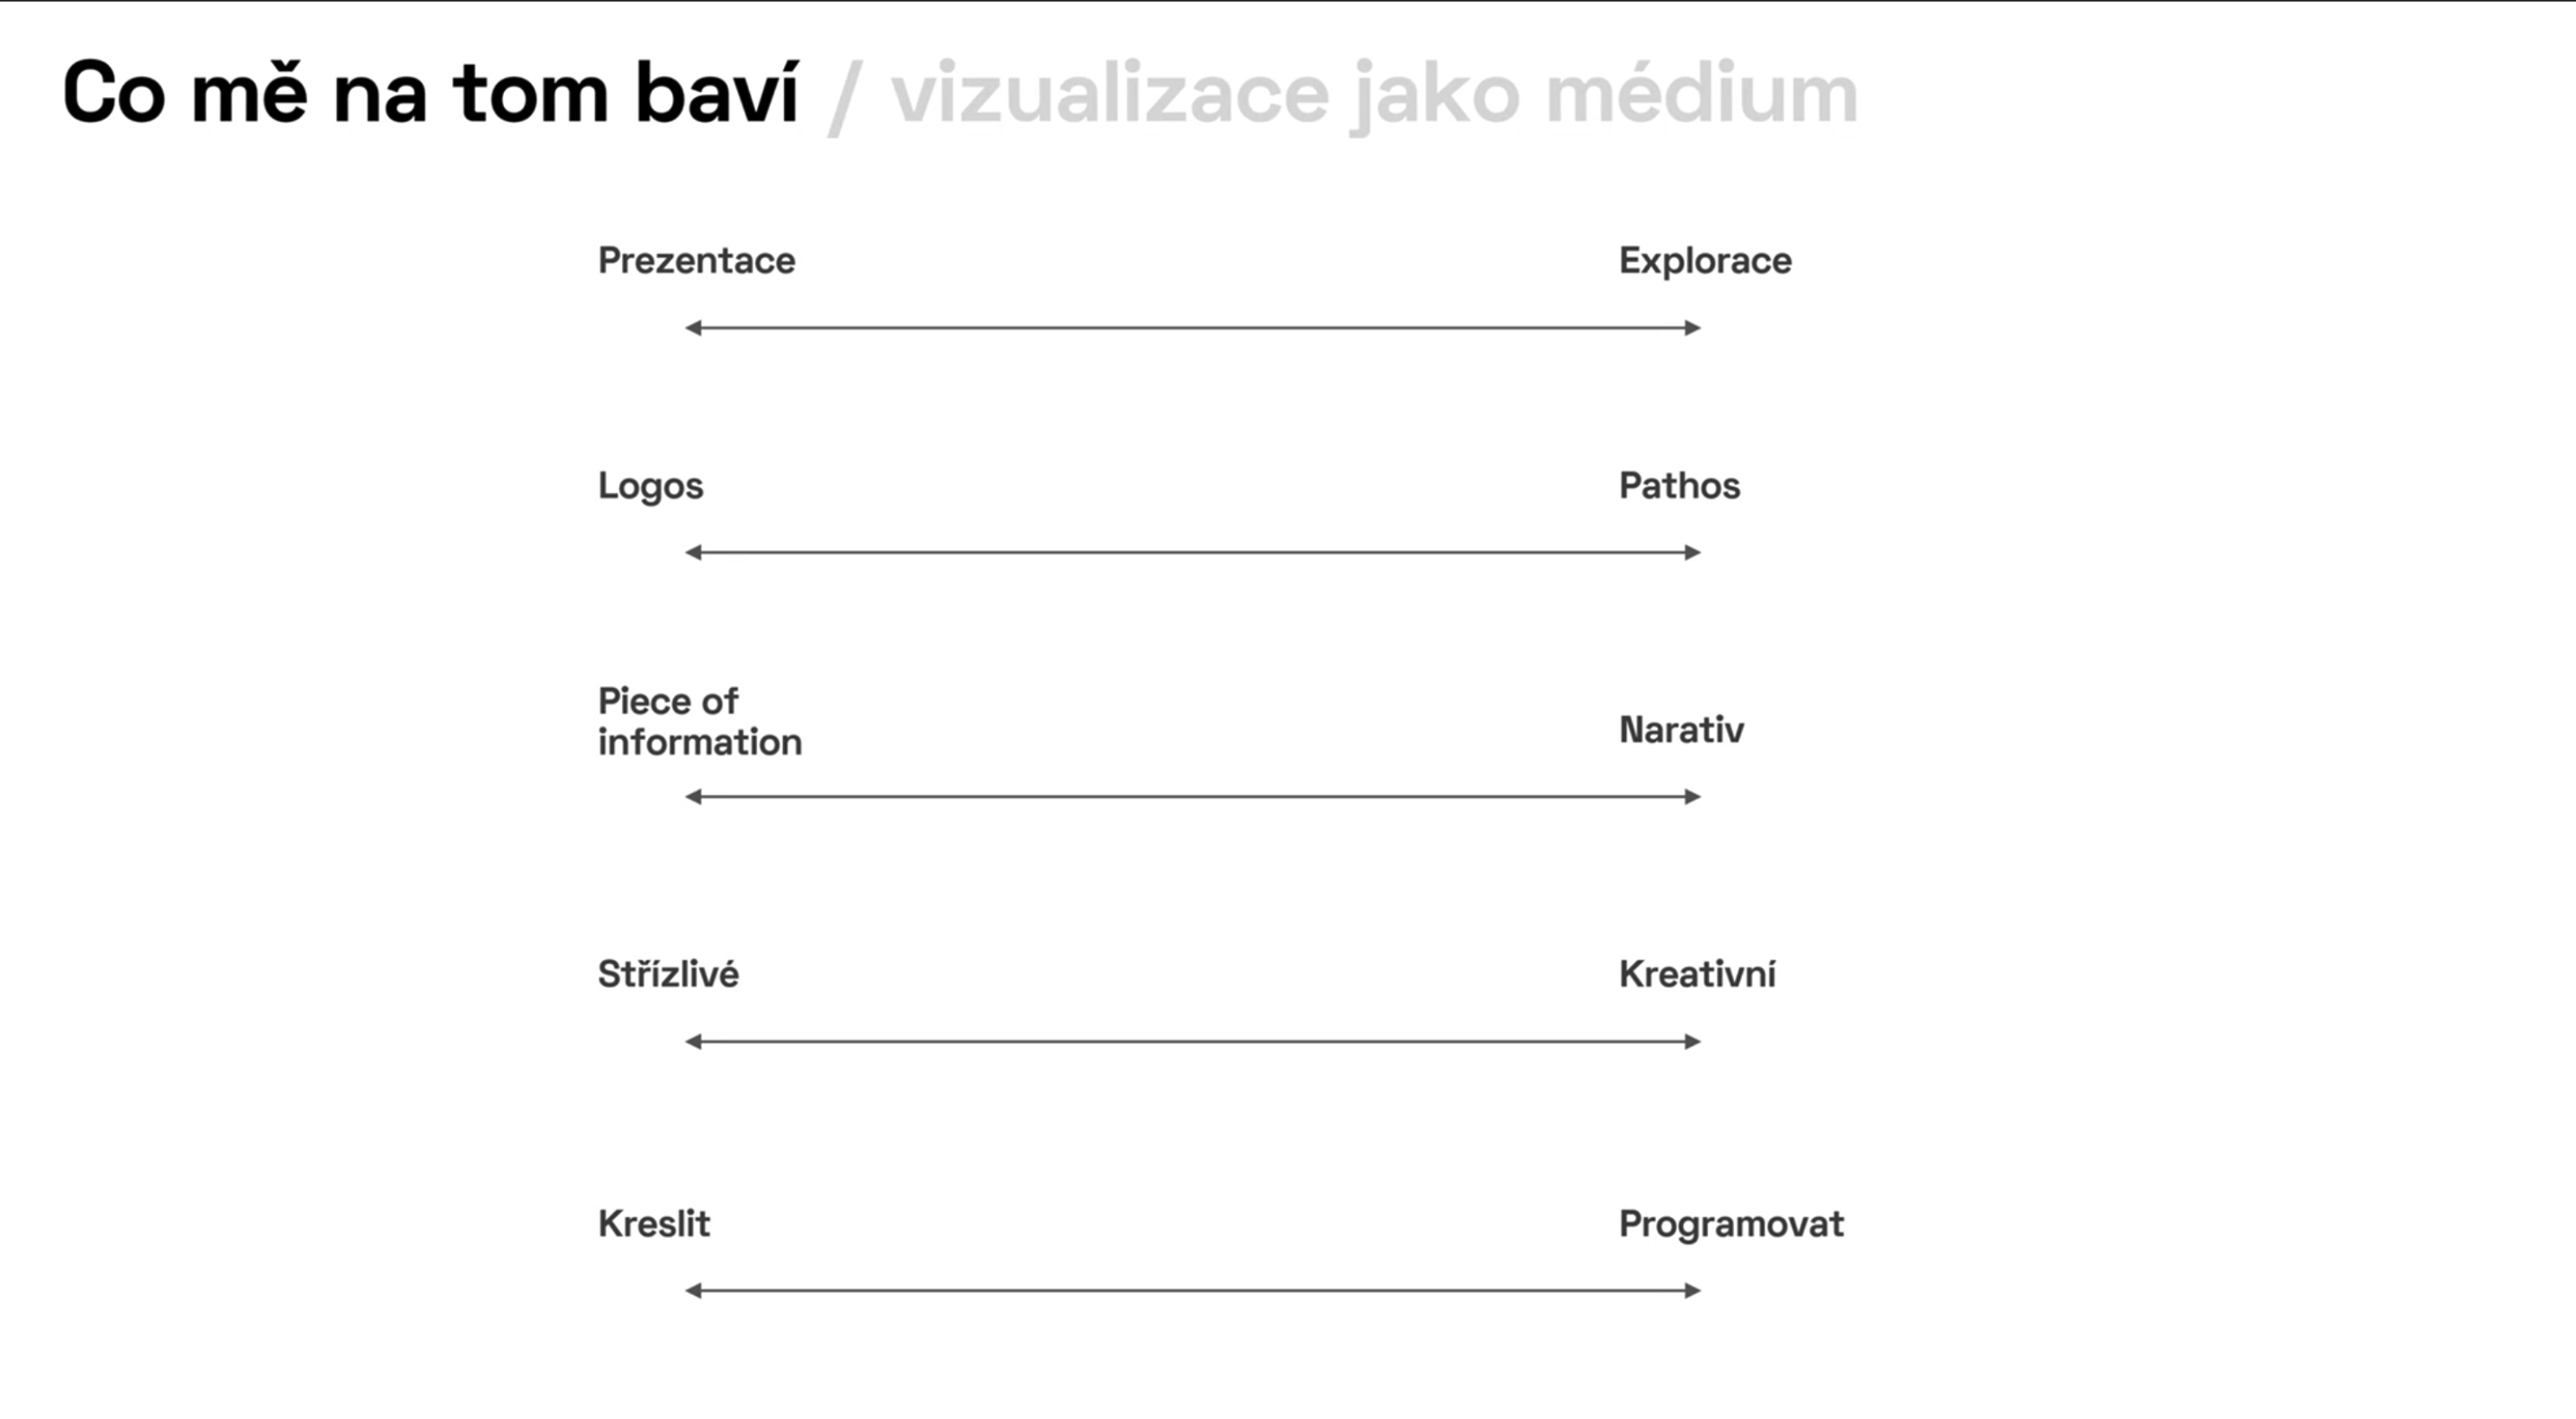 Co mě na tom baví / vizualizace jako médium
Prezentace
Explorace
Logos
Pathos
Piece of
information
Narativ
Střízlivé
Kreativní
Kreslit
Programovat